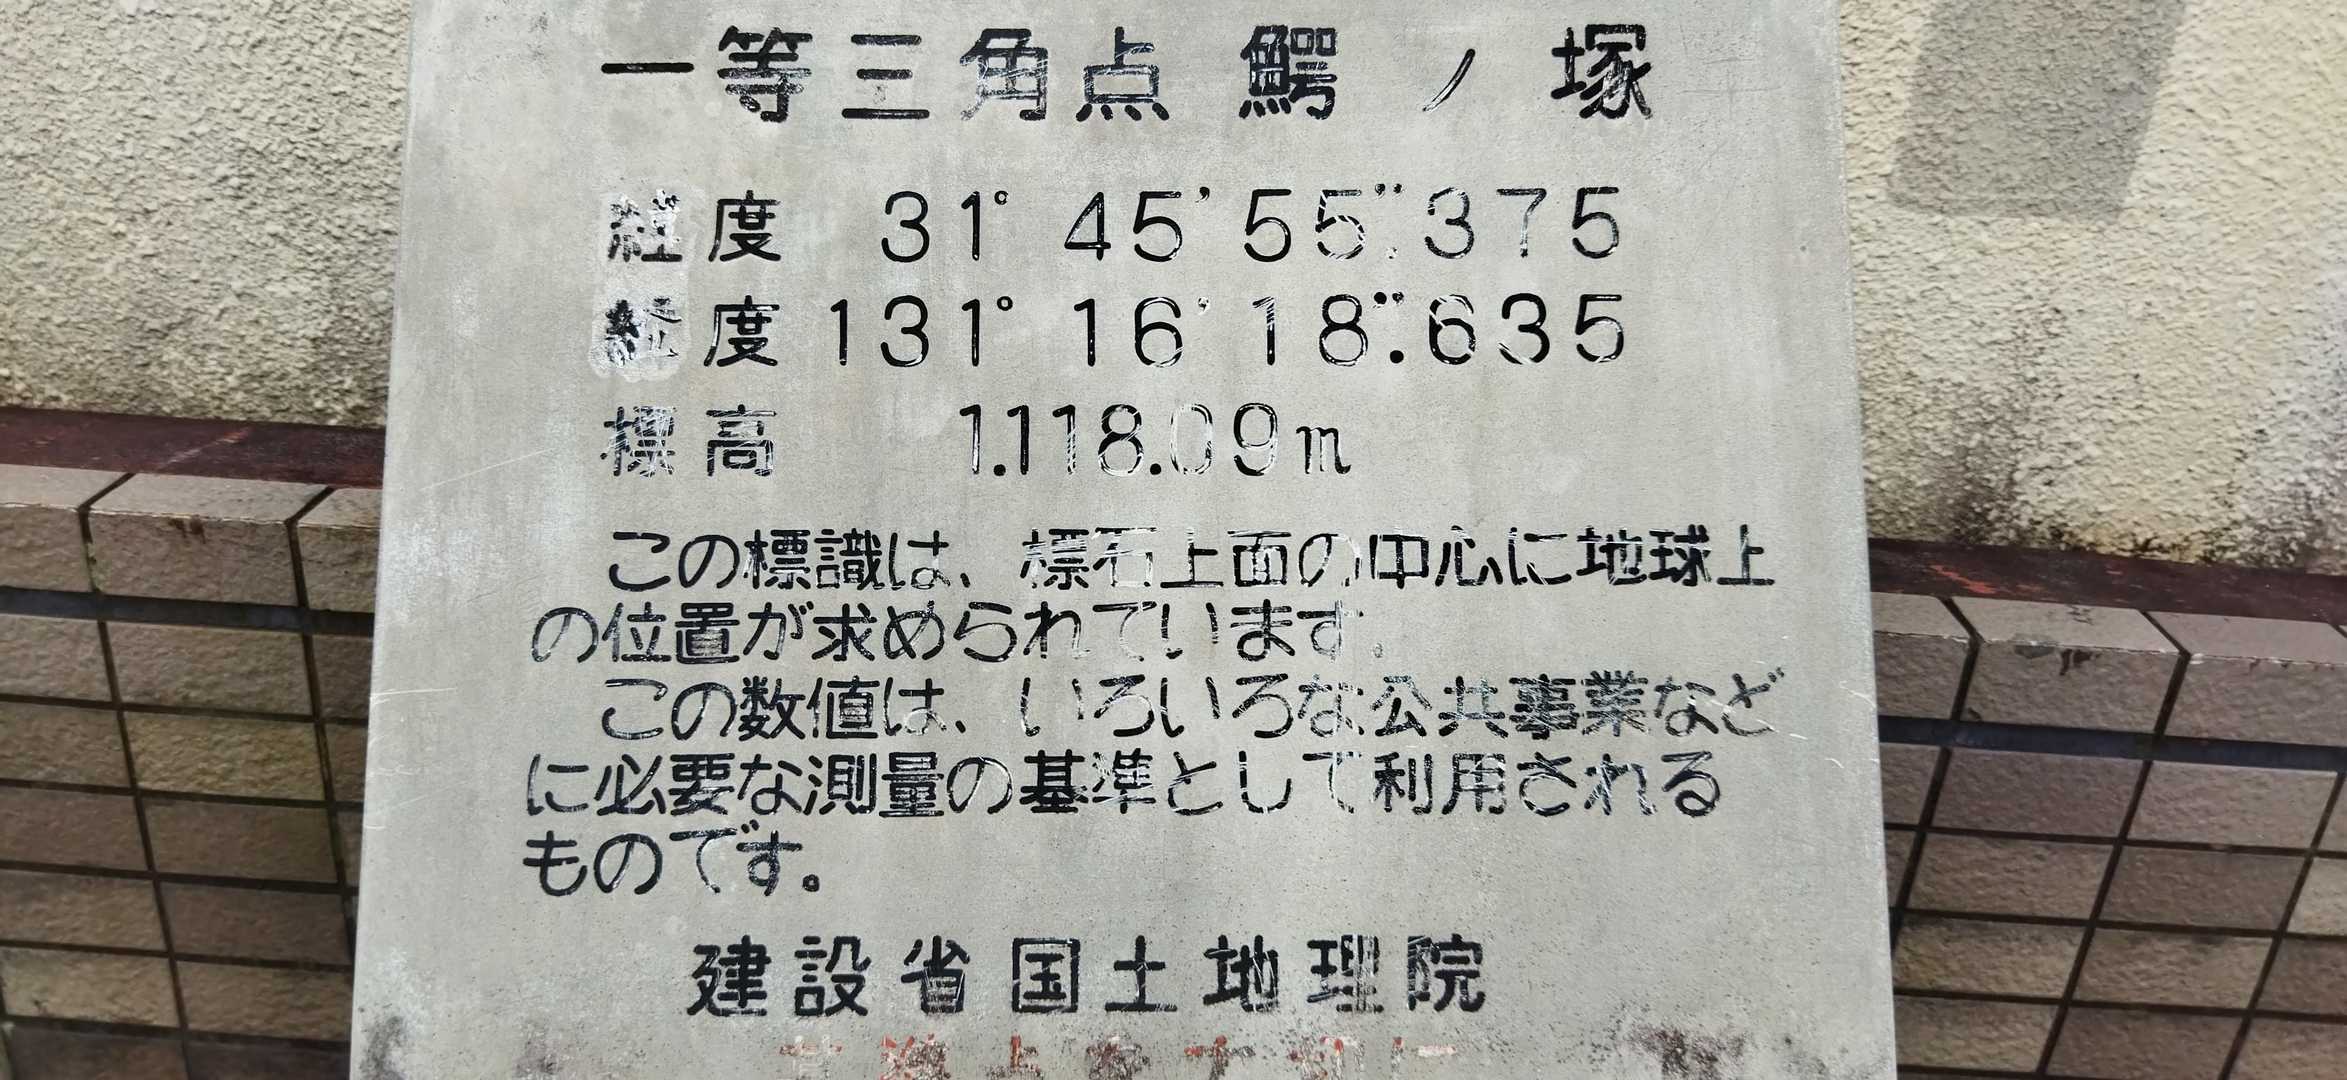 一等三角点 鰐ノ塚
経度 31°45′55″.375
経度 131°16′18″.635
標高 1.118.09m
この標識は、標石上面の中心に地球上
の位置が求められています。
この数値は、いろいろな公共事業など
に必要な測量の基準として利用される
ものです。
建設省国土地理院